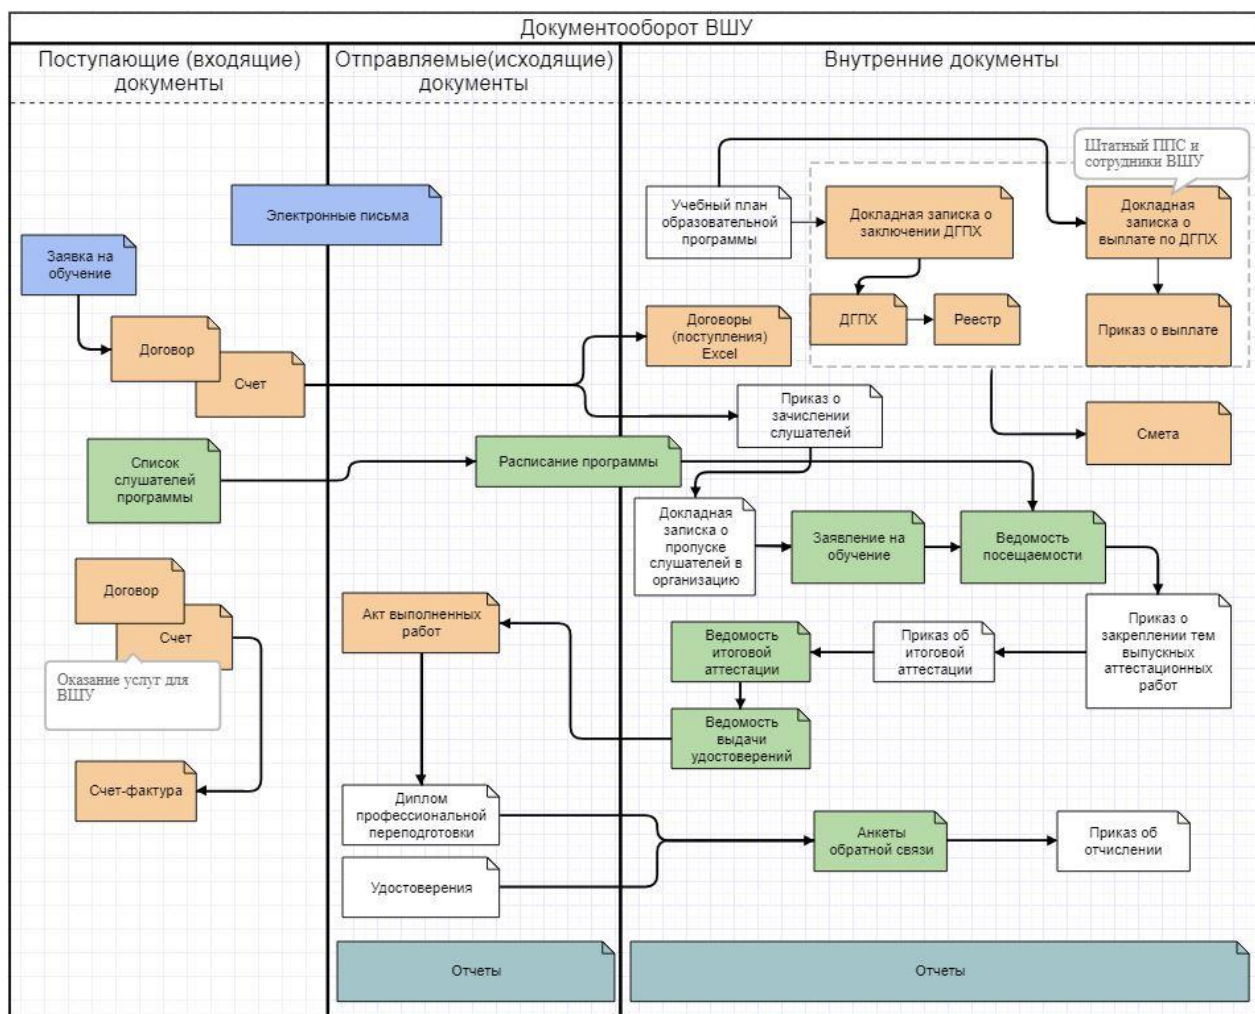 Документооборот ВШУ
Поступающие (входящие)
документы
Отправляемые(исходящие)
документы
Внутренние документы
Штатный ППС и
сотрудники ВШУ
Электронные письма
Учебный план
образовательной
программы
Докладная записка о
заключении ДГПХ
Докладная
записка о
выплате по ДГПХ
Заявка на
обучение
Договор
Счет
Договоры
(поступления)
Excel
ДГПХ
Реестр
Приказ о выплате
Приказ о
зачислении
слушателей
Смета
Список
слушателей
программы
Расписание программы
Докладная
записка о
пропуске
слушателей в
организацию
Заявление на
обучение
Ведомость
посещаемости
Договор
Счет
Оказание услуг для
ВШУ
Акт выполненных
работ
Ведомость
итоговой
аттестации
Приказ об
итоговой
аттестации
Приказ о
закреплении тем
выпускных
аттестационных
работ
Ведомость
выдачи
удостоверений
Счет-фактура
Диплом
профессиональной
переподготовки
Анкеты
обратной связи
Приказ об
отчислении
Удостоверения
Отчеты
Отчеты